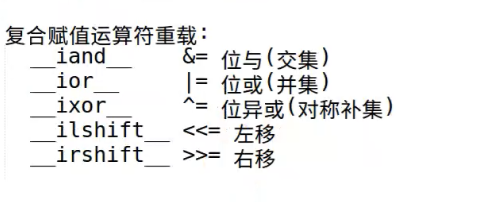 复合赋值运算符重载:
__iand__ &= 位与(交集)
__ior__ |= 位或(并集)
__ixor__ ^= 位异或(对称补集)
__ilshift__ <<= 左移
__irshift__ >>= 右移